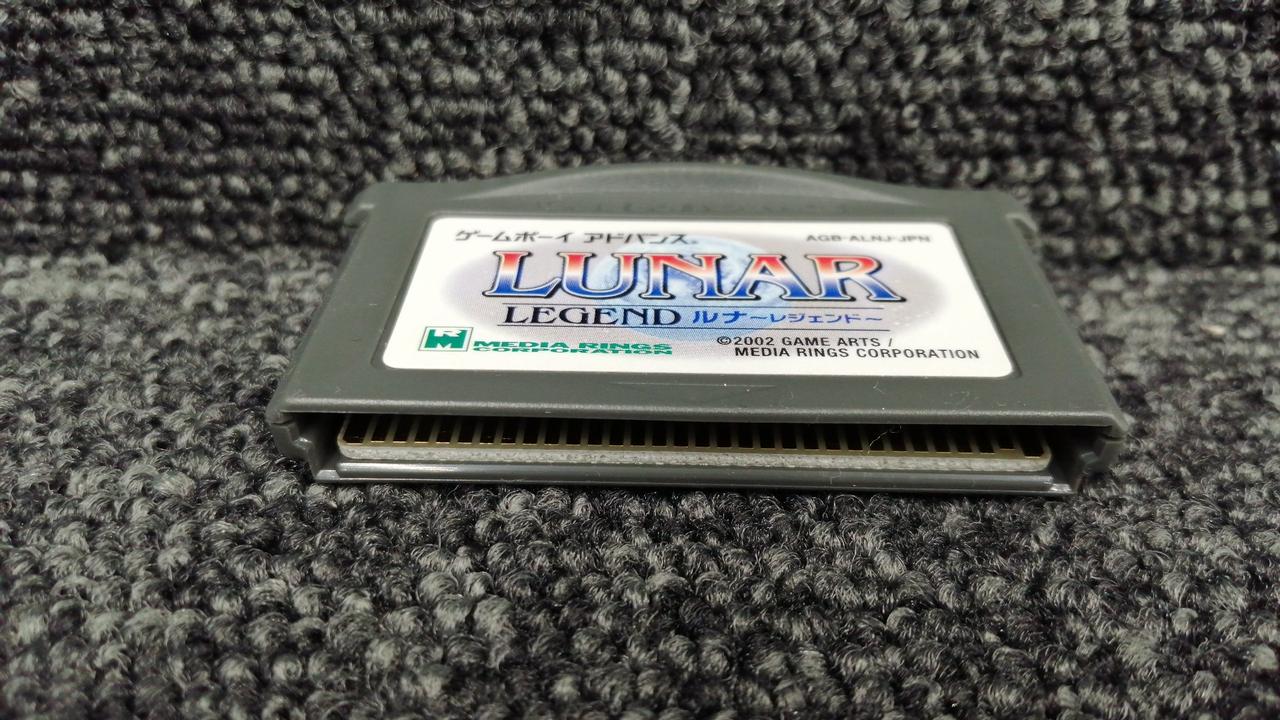 ゲームボーイ アドバンス®
AGB-ALNJ-JPN
LUNAR
LEGEND ルナ～レジェンド～
RM
MEDIA RINGS
CORPORATION
©2002 GAME ARTS /
MEDIA RINGS CORPORATION